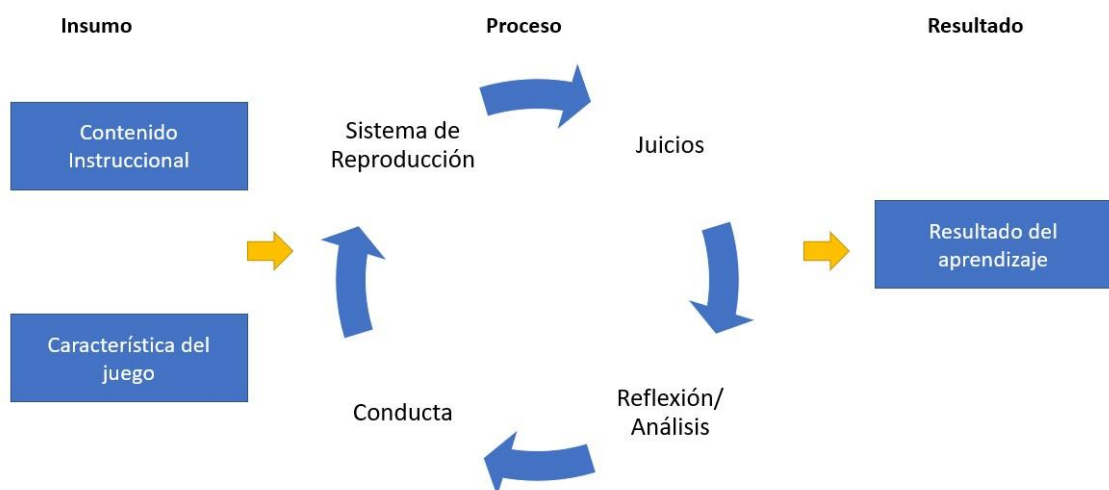 Insumo
Proceso
Resultado
Contenido
Instruccional
Sistema de
Reproducción
Juicios
Resultado del
aprendizaje
Característica del
juego
Conducta
Reflexión/
Análisis